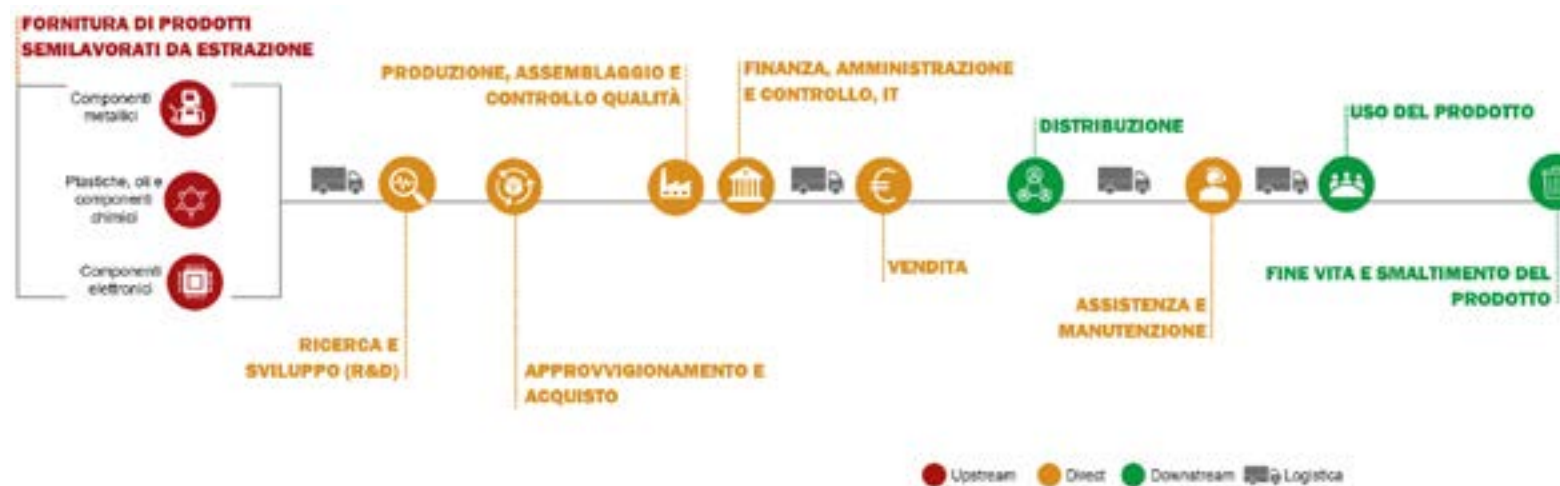 FORNITURA DI PRODOTTI
SEMILAVORATI DA ESTRAZIONE
Componenti
metallici
Plastiche, oli e
componenti
chimici
Componenti
elettronici
RICERCA E
SVILUPPO (R&D)
APPROVVIGIONAMENTO E
ACQUISTO
PRODUZIONE, ASSEMBLAGGIO E
CONTROLLO QUALITÀ
FINANZA, AMMINISTRAZIONE
E CONTROLLO, IT
€
VENDITA
DISTRIBUZIONE
ASSISTENZA E
MANUTENZIONE
USO DEL PRODOTTO
FINE VITA E SMALTIMENTO DEL
PRODOTTO
Upstream
Direct
Downstream
Logistica